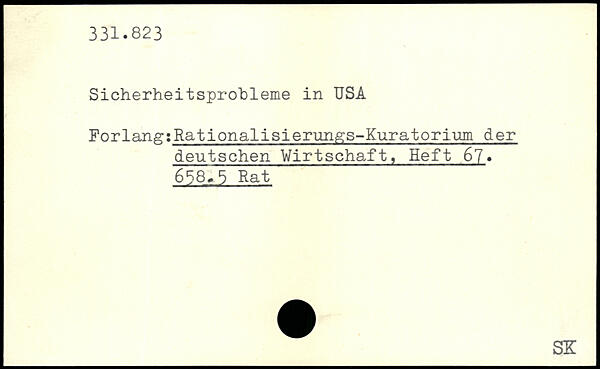 331.823
Sicherheitsprobleme in USA
Forlang:Rationalisierungs-Kuratorium der
deutschen Wirtschaft, Heft 67.
658.5 Rat
SK